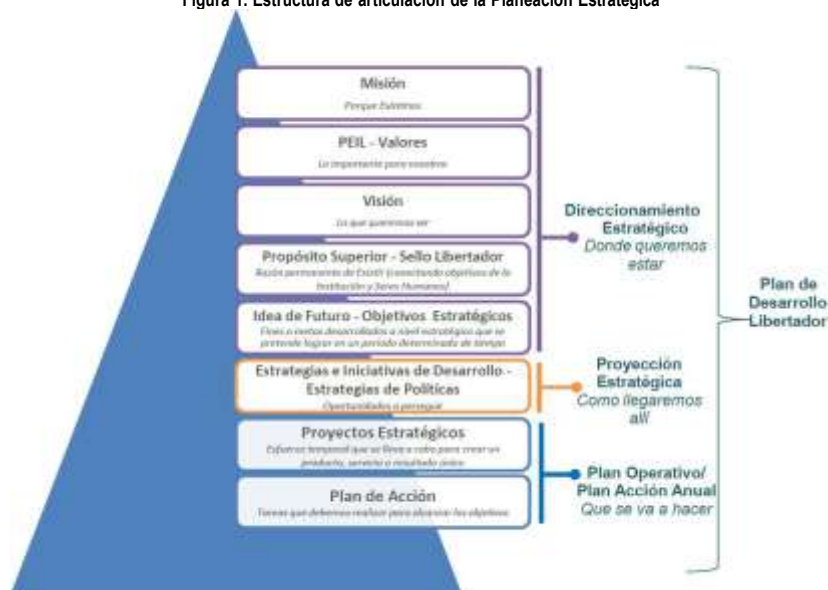 Figura 1. Estructura de articulación de la Planeación Estratégica
Misión
Porque Existimos
PEIL - Valores
Lo importante para nosotros
Visión
Lo que queremos ser
Propósito Superior - Sello Libertador
Razón permanente de Existir (conectando objetivos de la
Institución y Seres Humanos)
Idea de Futuro - Objetivos Estratégicos
Fines o metas desarrollados a nivel estratégico que se
pretende lograr en un periodo determinado de tiempo
Estrategias e Iniciativas de Desarrollo -
Estrategias de Políticas
Oportunidades a perseguir
Proyectos Estratégicos
Esfuerzo temporal que se lleva a cabo para crear un
producto, servicio o resultado único
Plan de Acción
Tareas que debemos realizar para alcanzar los objetivos
Direccionamiento
Estratégico
Donde queremos
estar
Proyección
Estratégica
Como llegaremos
allí
Plan Operativo/
Plan Acción Anual
Que se va a hacer
Plan de
Desarrollo
Libertador